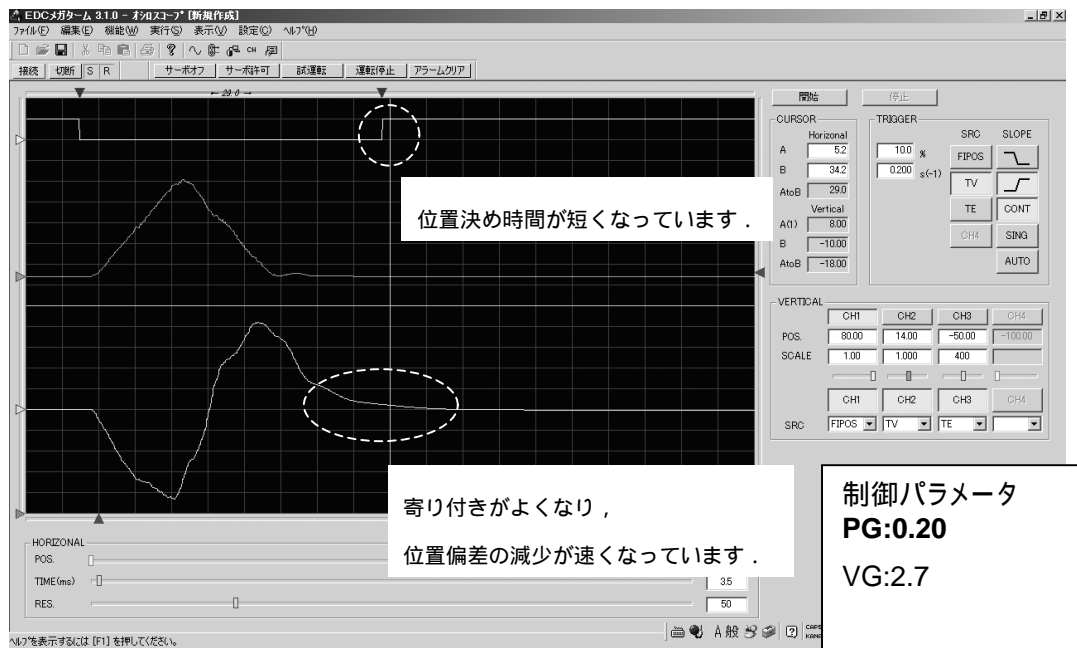 EDCメガターム 3.1.0 - オシロスコープ* [新規作成]
ファイル(F) 編集(E) 機能(W) 実行(S) 表示(V) 設定(C) ヘルプ(H)
CH
接続 切断 S R サーボオフ サーボ許可 試運転 運転停止 アラームクリア
← 29.0 →
開始 停止
CURSOR
Horizonal
A 5.2
B 34.2
AtoB 29.0
Vertical
A(1) 8.00
B -10.00
AtoB -18.00
TRIGGER
SRC SLOPE
10.0 % FIPOS
0.200 s(-1) TV
TE CONT
CH4 SING
AUTO
位置決め時間が短くなっています．
VERTICAL
CH1 CH2 CH3 CH4
POS. 80.00 14.00 -50.00 -100.00
SCALE 1.00 1.000 400
CH1 CH2 CH3 CH4
SRC FIPOS TV TE
寄り付きがよくなり，
位置偏差の減少が速くなっています．
制御パラメータ
PG:0.20
VG:2.7
HORIZONAL
POS.
TIME(ms) 3.5
RES. 50
A 般
CAPS
KANA
ヘルプを表示するには [F1] を押してください。